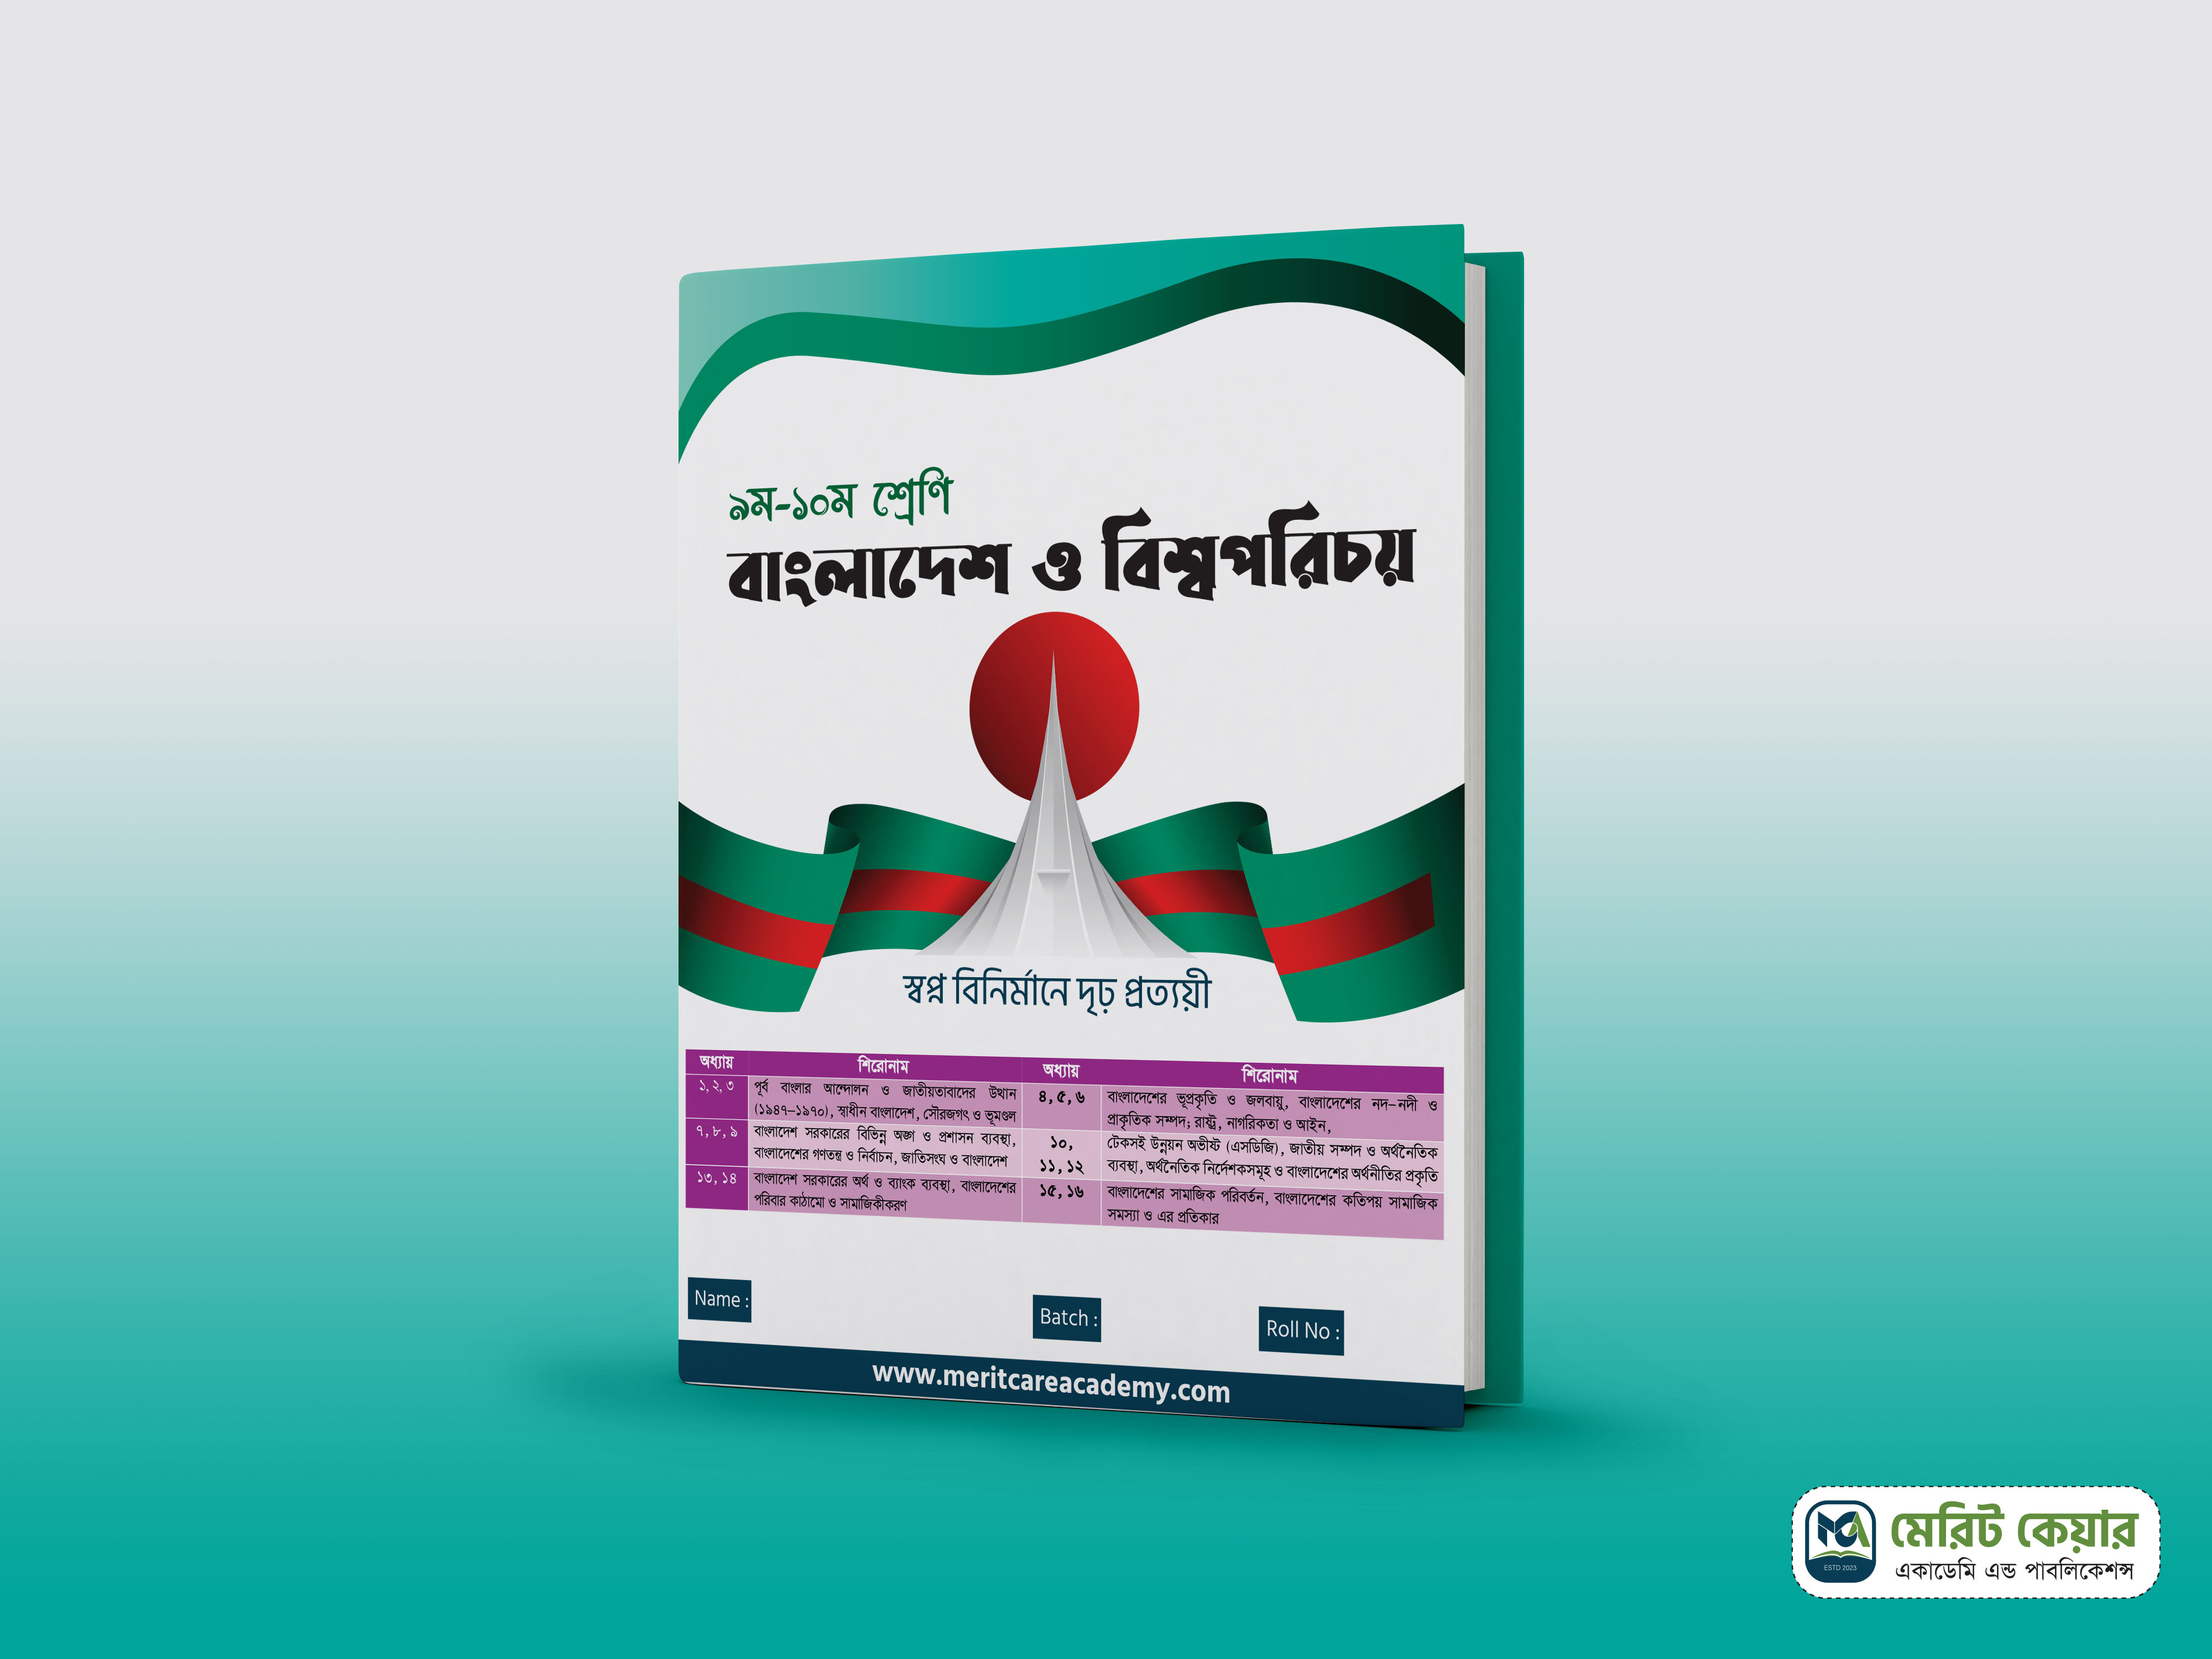 ৯ম-১০ম শ্রেণি
বাংলাদেশ ও বিশ্বপরিচয়
স্বপ্ন বিনির্মানে দৃঢ় প্রত্যয়ী
অধ্যায় শিরোনাম অধ্যায় শিরোনাম
১, ২, ৩ পূর্ব বাংলার আন্দোলন ও জাতীয়তাবাদের উত্থান
(১৯৪৭–১৯৭০), স্বাধীন বাংলাদেশ, সৌরজগৎ ও ভূমণ্ডল
৪, ৫, ৬ বাংলাদেশের ভূপ্রকৃতি ও জলবায়ু, বাংলাদেশের নদ–নদী ও
প্রাকৃতিক সম্পদ; রাষ্ট্র, নাগরিকতা ও আইন,
৭, ৮, ৯ বাংলাদেশ সরকারের বিভিন্ন অঙ্গ ও প্রশাসন ব্যবস্থা,
বাংলাদেশের গণতন্ত্র ও নির্বাচন, জাতিসংঘ ও বাংলাদেশ
১০, টেকসই উন্নয়ন অভীষ্ট (এসডিজি), জাতীয় সম্পদ ও অর্থনৈতিক
১১, ১২ ব্যবস্থা, অর্থনৈতিক নির্দেশকসমূহ ও বাংলাদেশের অর্থনীতির প্রকৃতি
১৩, ১৪ বাংলাদেশ সরকারের অর্থ ও ব্যাংক ব্যবস্থা, বাংলাদেশের
পরিবার কাঠামো ও সামাজিকীকরণ
১৫, ১৬ বাংলাদেশের সামাজিক পরিবর্তন, বাংলাদেশের কতিপয় সামাজিক
সমস্যা ও এর প্রতিকার
Name :
Batch :
Roll No :
www.meritcareacademy.com
MCA
ESTD 2023
মেরিট কেয়ার
একাডেমি এন্ড পাবলিকেশন্স